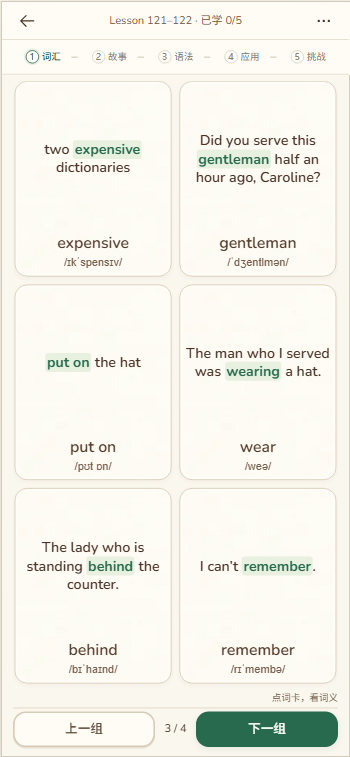 Lesson 121–122 · 已学 0/5
1 词汇 – 2 故事 – 3 语法 – 4 应用 – 5 挑战
two expensive
dictionaries
expensive
/ɪkˈspensɪv/
Did you serve this
gentleman half an
hour ago, Caroline?
gentleman
/ˈdʒentlmən/
put on the hat
put on
/pʊt ɒn/
The man who I served
was wearing a hat.
wear
/weə/
The lady who is
standing behind the
counter.
behind
/bɪˈhaɪnd/
I can’t remember.
remember
/rɪˈmembə/
点词卡，看词义
上一组 3 / 4 下一组